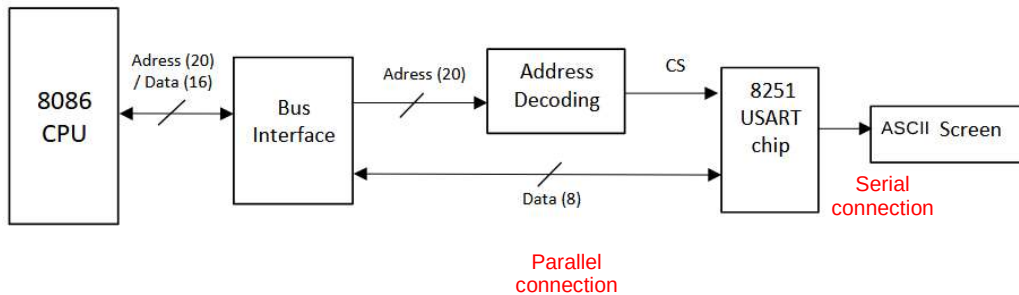 8086
CPU
Adress (20)
/ Data (16)
Bus
Interface
Adress (20)
Address
Decoding
CS
8251
USART
chip
ASCII Screen
Data (8)
Serial
connection
Parallel
connection